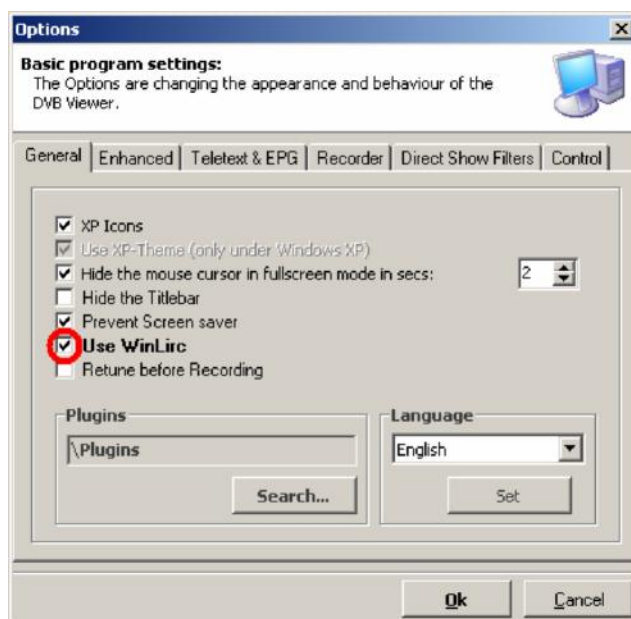 Options
Basic program settings:
The Options are changing the appearance and behaviour of the
DVB Viewer.
General Enhanced Teletext & EPG Recorder Direct Show Filters Control
XP Icons
Use XP-Theme (only under Windows XP)
Hide the mouse cursor in fullscreen mode in secs: 2
Hide the Titlebar
Prevent Screen saver
Use WinLirc
Retune before Recording
Plugins Language
\Plugins English
Search... Set
Ok Cancel